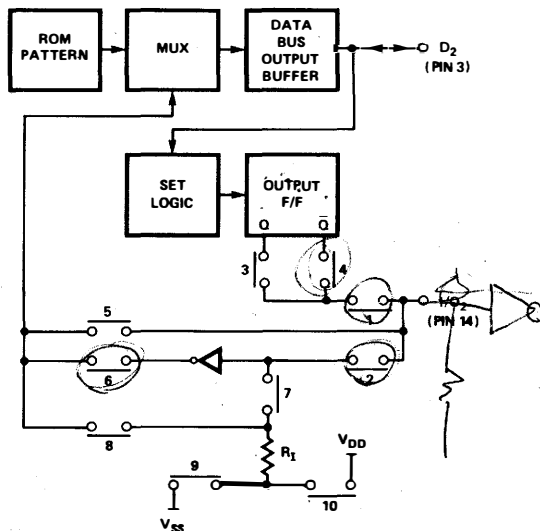 ROM
PATTERN
MUX
DATA
BUS
OUTPUT
BUFFER
D2
(PIN 3)
SET
LOGIC
OUTPUT
F/F
Q
Q̅
3
4
1
2
(PIN 14)
5
6
7
2
8
RI
9
10
VDD
VSS